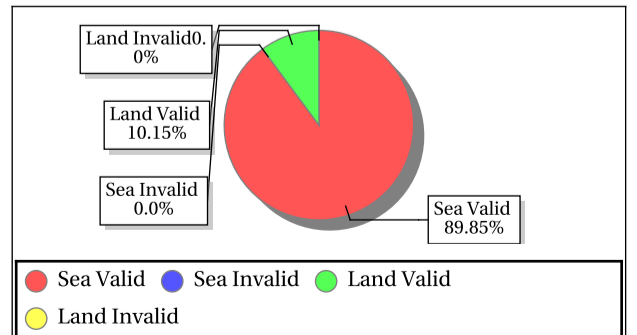 Land Invalid0.
0%
Land Valid
10.15%
Sea Invalid
0.0%
Sea Valid
89.85%
Sea Valid Sea Invalid Land Valid
Land Invalid